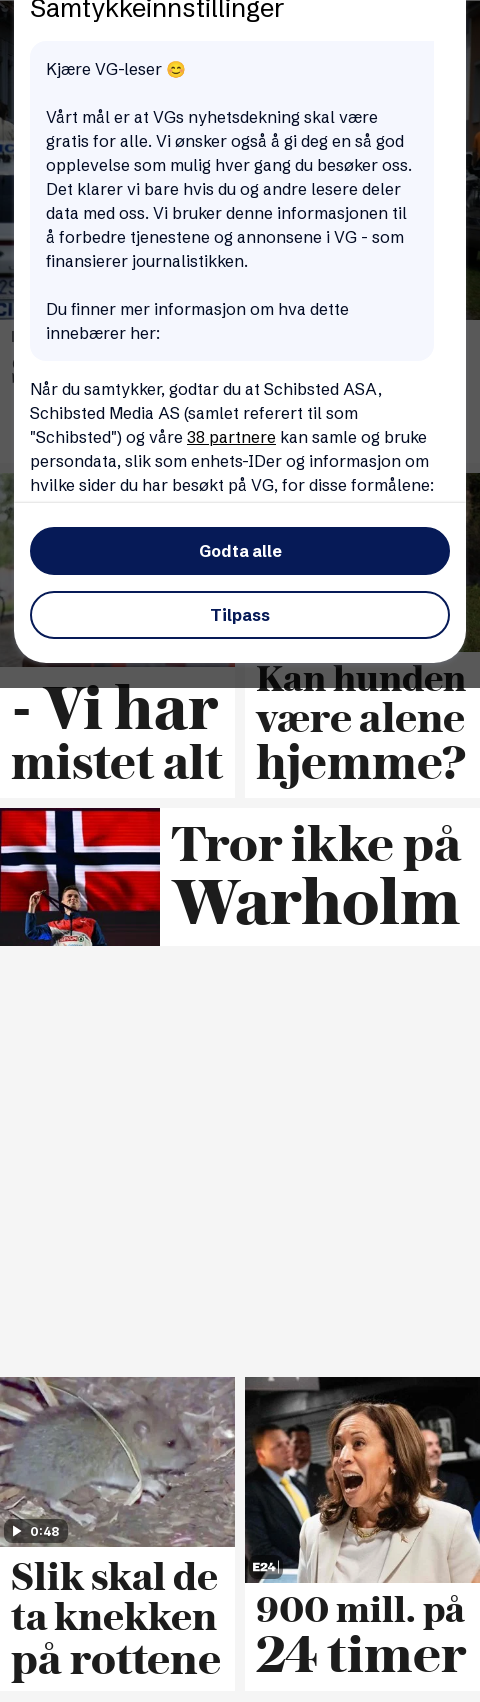 Samtykkeinnstillinger
Kjære VG-leser 😊
Vårt mål er at VGs nyhetsdekning skal være
gratis for alle. Vi ønsker også å gi deg en så god
opplevelse som mulig hver gang du besøker oss.
Det klarer vi bare hvis du og andre lesere deler
data med oss. Vi bruker denne informasjonen til
å forbedre tjenestene og annonsene i VG - som
finansierer journalistikken.
Du finner mer informasjon om hva dette
innebærer her:
Når du samtykker, godtar du at Schibsted ASA,
Schibsted Media AS (samlet referert til som
"Schibsted") og våre 38 partnere kan samle og bruke
persondata, slik som enhets-IDer og informasjon om
hvilke sider du har besøkt på VG, for disse formålene:
Godta alle
Tilpass
- Vi har
mistet alt
Kan hunden
være alene
hjemme?
Tror ikke på
Warholm
0:48
Slik skal de
ta knekken
på rottene
E24
900 mill. på
24 timer